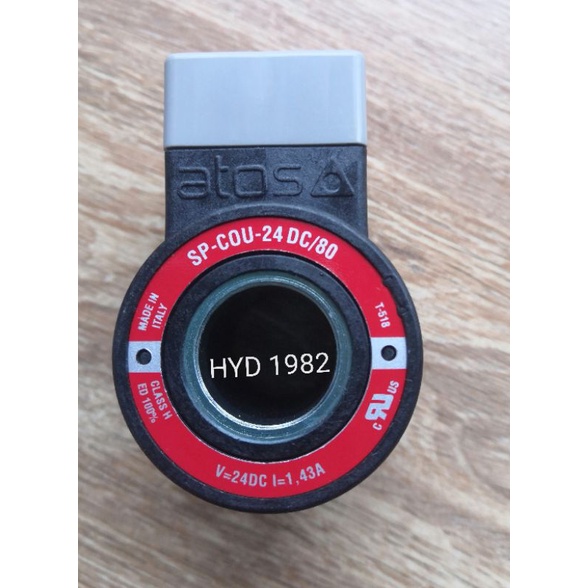 atos
SP-COU-24 DC/80
MADE IN
ITALY
T-518
HYD 1982
CLASS H
ED 100%
c RU US
V=24DC I=1,43A